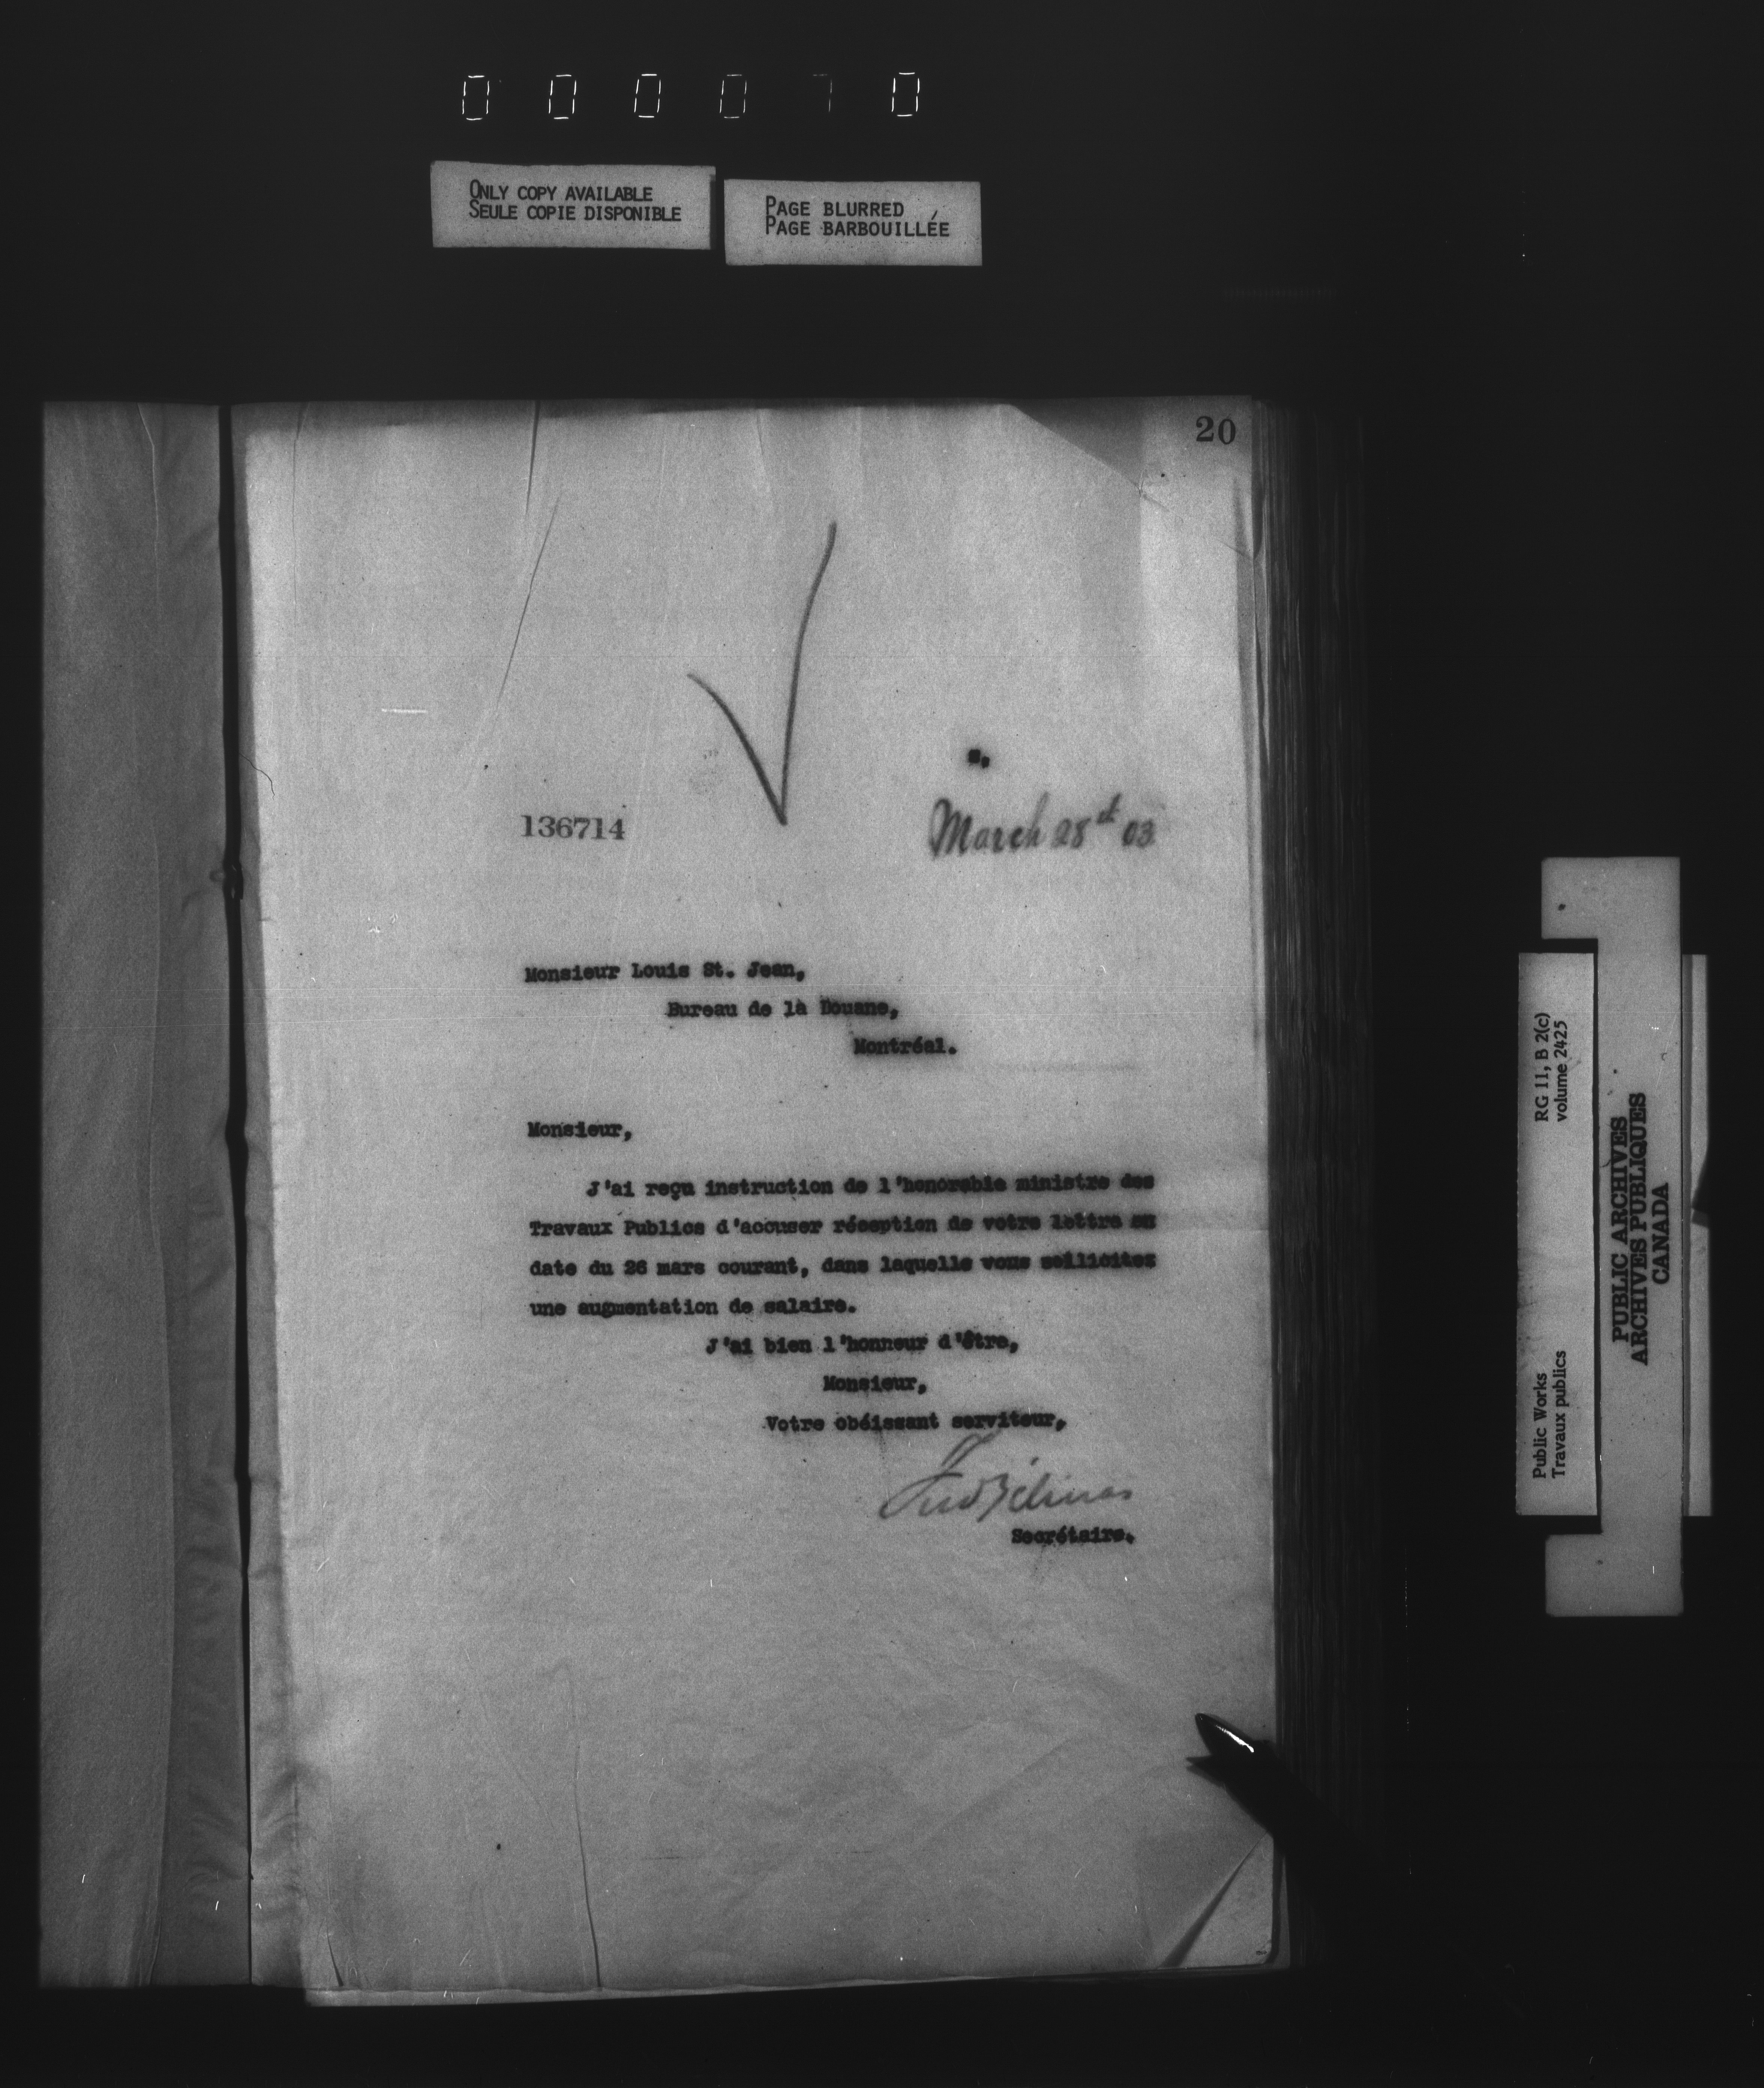 0 0 0 0 7 0
ONLY COPY AVAILABLE
SEULE COPIE DISPONIBLE
PAGE BLURRED
PAGE BARBOUILLÉE
20
136714
March 28st 03
Monsieur Louis St. Jean,
Bureau de là Douane,
Montréal.
Monsieur,
J'ai reçu instruction de l'honorable ministre des
Travaux Publics d'accuser réception de votre lettre en
date du 26 mars courant, dans laquelle vous sollicitez
une augmentation de salaire.
J'ai bien l'honneur d'être,
Monsieur,
Votre obéissant serviteur,
Fred Gélinas
Secrétaire.
Public Works
Travaux publics
RG 11, B 2(c)
volume 2425
PUBLIC ARCHIVES
ARCHIVES PUBLIQUES
CANADA